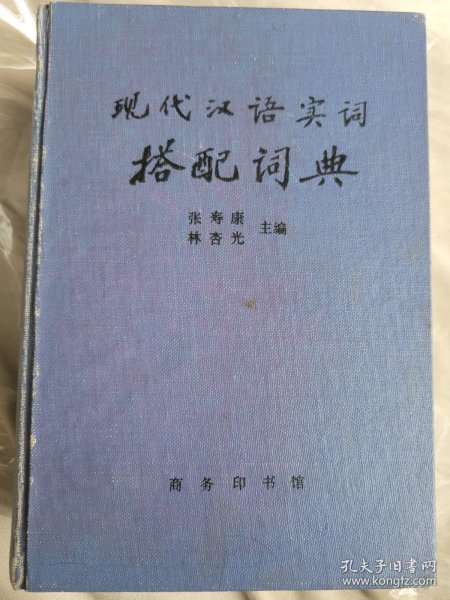 现代汉语实词
搭配词典
张寿康
林杏光
主编
商务印书馆
孔夫子旧书网
www.kongfz.com